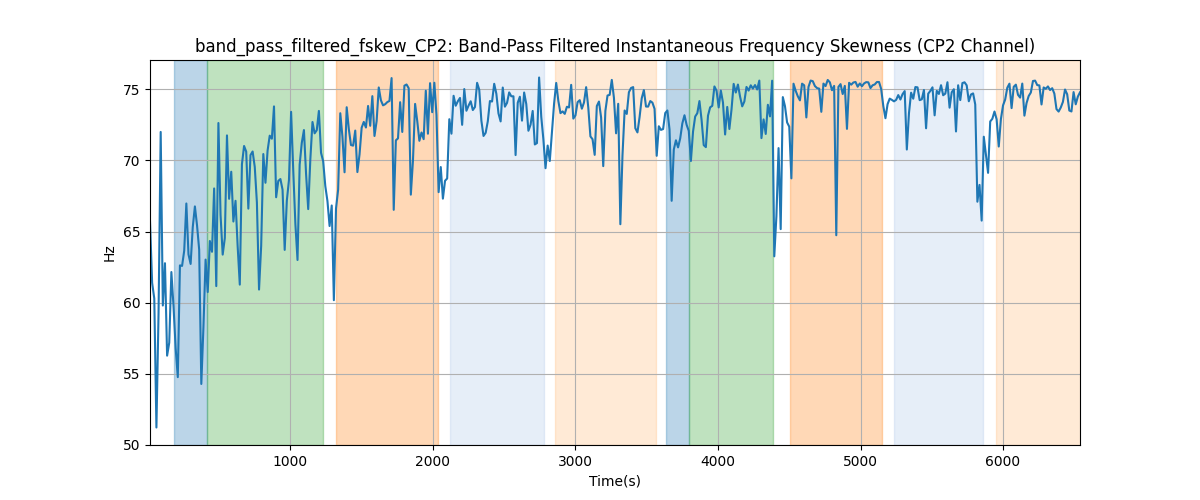 band_pass_filtered_fskew_CP2: Band-Pass Filtered Instantaneous Frequency Skewness (CP2 Channel)
75
70
65
60
55
50
Hz
1000 2000 3000 4000 5000 6000
Time(s)